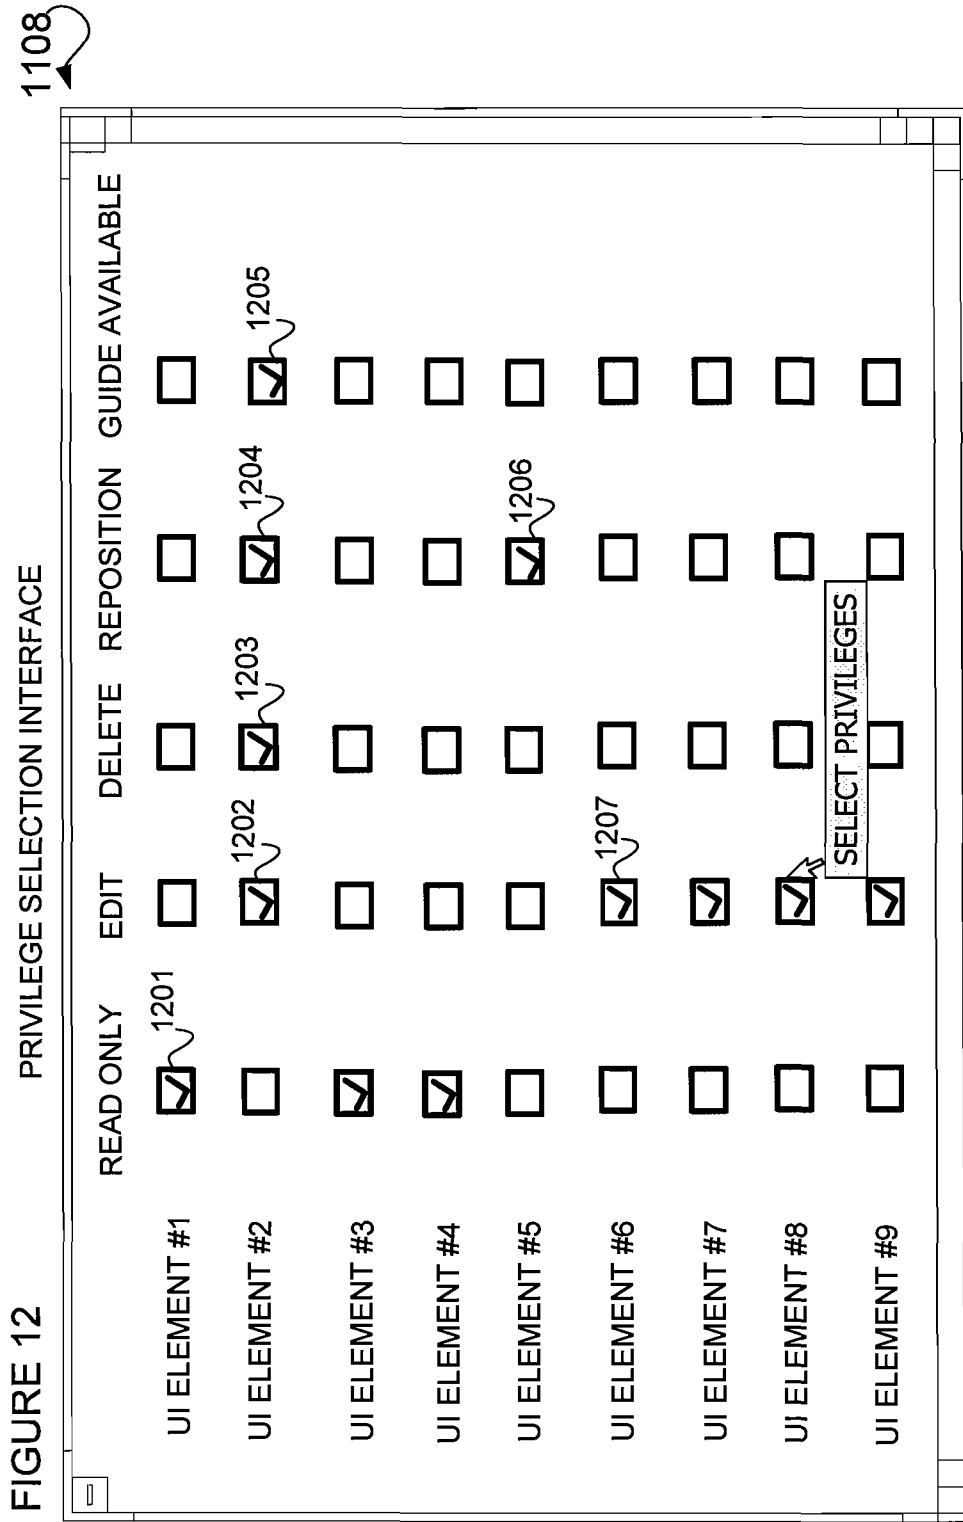 FIGURE 12
PRIVILEGE SELECTION INTERFACE
1108
READ ONLY EDIT DELETE REPOSITION GUIDE AVAILABLE
UI ELEMENT #1 1201
UI ELEMENT #2 1202 1203 1204 1205
UI ELEMENT #3
UI ELEMENT #4
UI ELEMENT #5 1206
UI ELEMENT #6 1207
UI ELEMENT #7
UI ELEMENT #8
SELECT PRIVILEGES
UI ELEMENT #9